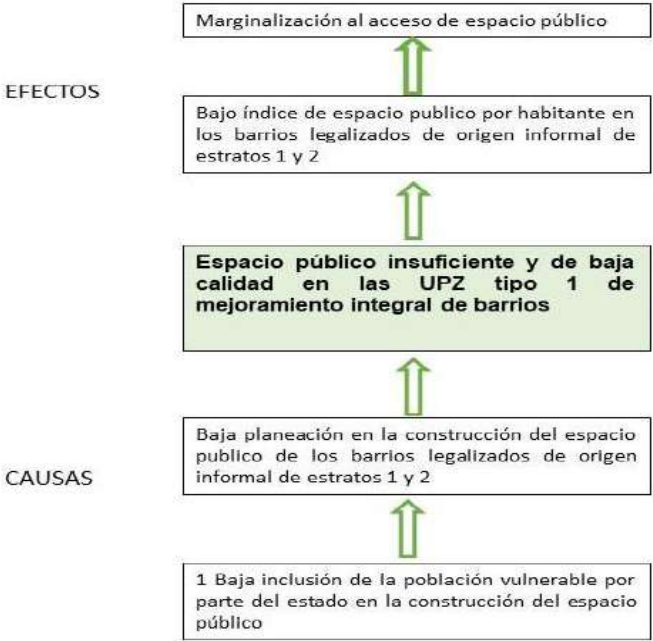 Marginalización al acceso de espacio público
EFECTOS
Bajo índice de espacio publico por habitante en
los barrios legalizados de origen informal de
estratos 1 y 2
Espacio público insuficiente y de baja
calidad en las UPZ tipo 1 de
mejoramiento integral de barrios
Baja planeación en la construcción del espacio
publico de los barrios legalizados de origen
informal de estratos 1 y 2
CAUSAS
1 Baja inclusión de la población vulnerable por
parte del estado en la construcción del espacio
público